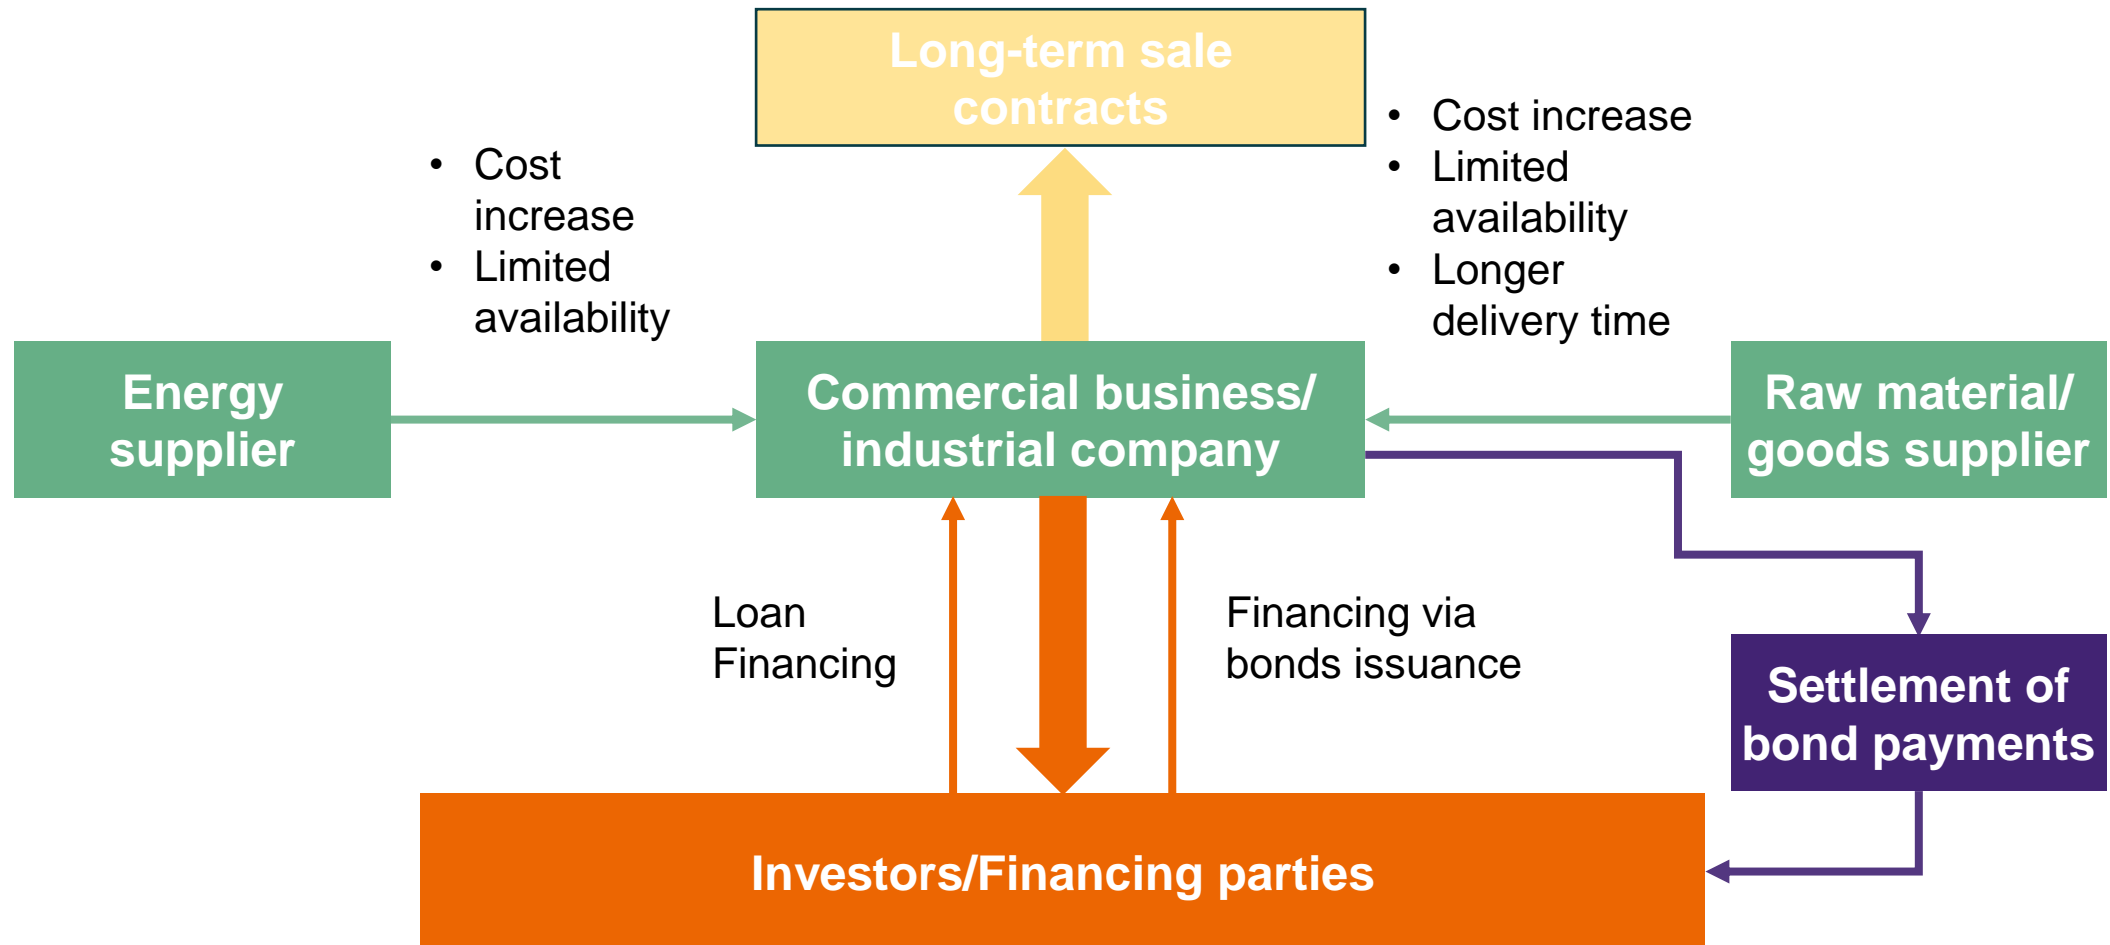 Long-term sale
contracts
• Cost
increase
• Limited
availability
• Cost increase
• Limited
availability
• Longer
delivery time
Energy
supplier
Commercial business/
industrial company
Raw material/
goods supplier
Loan
Financing
Financing via
bonds issuance
Settlement of
bond payments
Investors/Financing parties